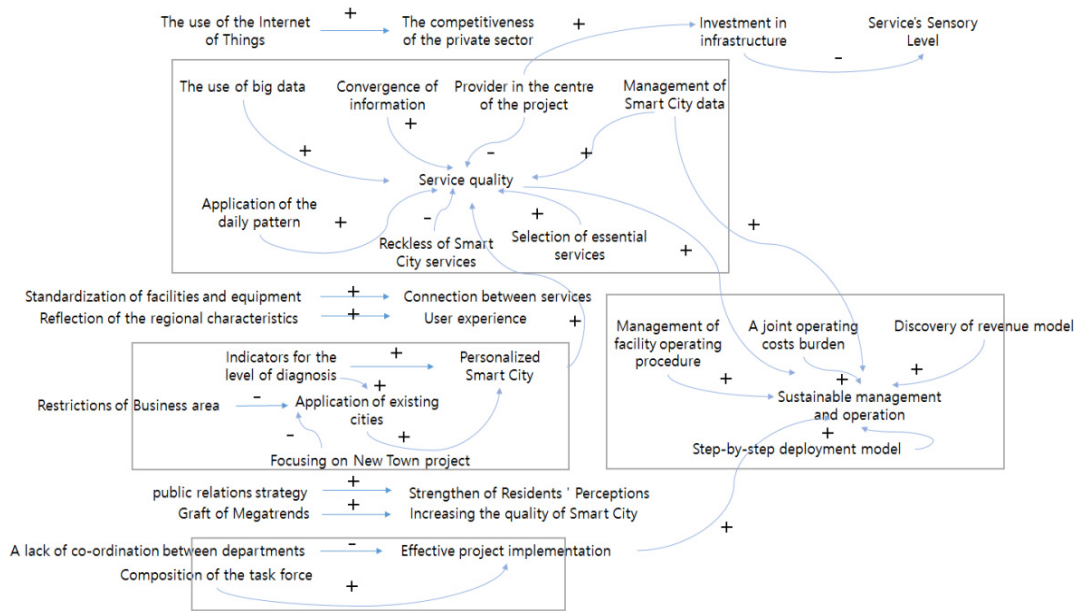 The use of the Internet
of Things
+
The competitiveness
of the private sector
+
Investment in
infrastructure
-
Service's Sensory
Level
The use of big data
Convergence of
information
Provider in the centre
of the project
Management of
Smart City data
+
+
-
+
Service quality
Application of the
daily pattern
+
-
Reckless of Smart
City services
+
Selection of essential
services
+
+
Standardization of facilities and equipment
+
Connection between services
Reflection of the regional characteristics
+
User experience
+
Management of
facility operating
procedure
A joint operating
costs burden
Discovery of revenue model
+
+
+
Sustainable management
and operation
+
Step-by-step deployment model
Indicators for the
level of diagnosis
+
Personalized
Smart City
+
Restrictions of Business area
-
Application of existing
cities
-
+
Focusing on New Town project
public relations strategy
+
Strengthen of Residents ' Perceptions
Graft of Megatrends
+
Increasing the quality of Smart City
+
A lack of co-ordination between departments
-
Effective project implementation
Composition of the task force
+